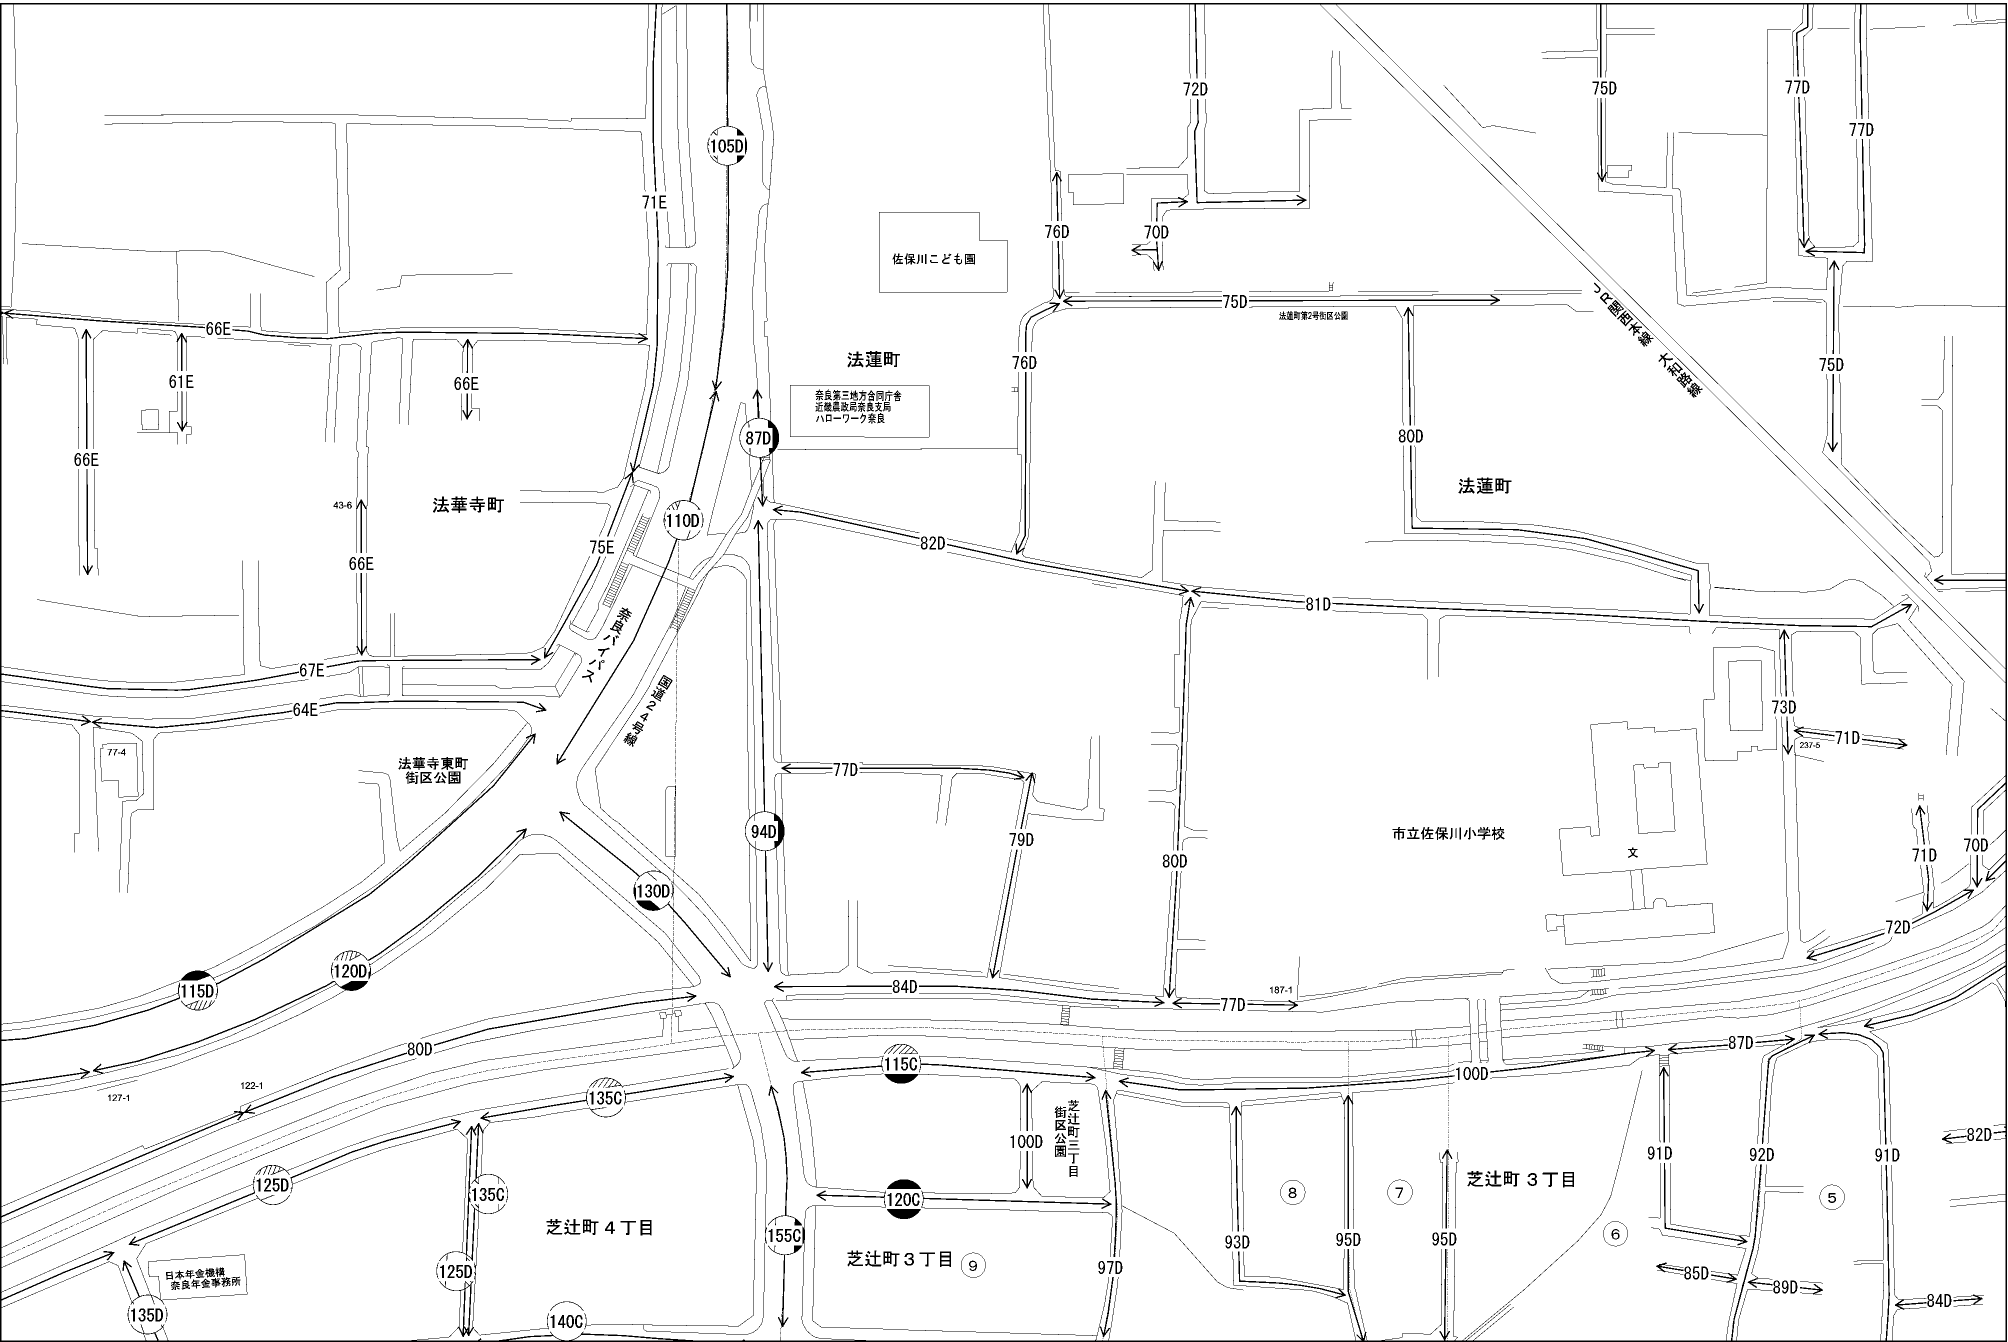 72D
75D
77D
77D
105D
71E
76D
70D
佐保川こども園
75D
法蓮町第2号街区公園
JR関西本線 大和路線
66E
61E
66E
66E
法蓮町
奈良第三地方合同庁舎
近畿農政局奈良支局
ハローワーク奈良
76D
75D
87D
80D
法蓮町
43-6
法華寺町
110D
75E
66E
82D
81D
奈良バイパス
国道24号線
67E
64E
77-4
法華寺東町
街区公園
77D
73D
71D
237-5
94D
79D
80D
市立佐保川小学校
文
71D
70D
130D
72D
115D
120D
84D
77D
187-1
80D
115C
100D
87D
122-1
127-1
135C
100D
芝辻町三丁目
街区公園
82D
125D
135C
芝辻町4丁目
120C
155C
⑧
⑦
芝辻町3丁目
91D
92D
91D
⑤
⑥
93D
95D
95D
芝辻町3丁目
⑨
97D
日本年金機構
奈良年金事務所
125D
85D
89D
84D
135D
140C